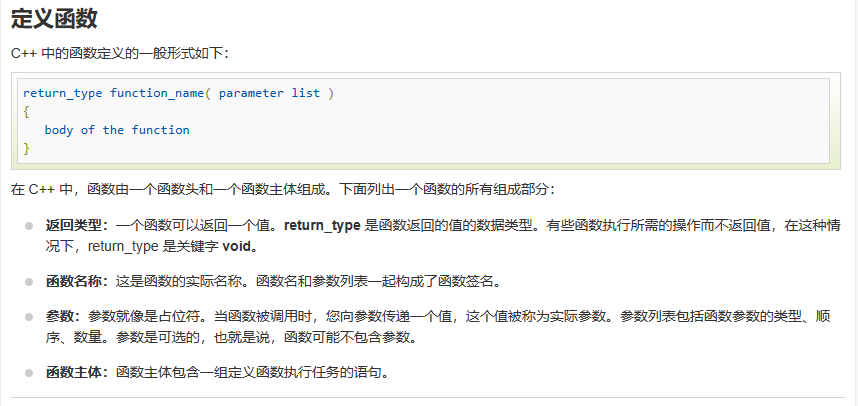 定义函数
C++ 中的函数定义的一般形式如下：
return_type function_name( parameter list )
{
   body of the function
}
在 C++ 中，函数由一个函数头和一个函数主体组成。下面列出一个函数的所有组成部分：
返回类型：一个函数可以返回一个值。return_type 是函数返回的值的数据类型。有些函数执行所需的操作而不返回值，在这种情
况下，return_type 是关键字 void。
函数名称：这是函数的实际名称。函数名和参数列表一起构成了函数签名。
参数：参数就像是占位符。当函数被调用时，您向参数传递一个值，这个值被称为实际参数。参数列表包括函数参数的类型、顺
序、数量。参数是可选的，也就是说，函数可能不包含参数。
函数主体：函数主体包含一组定义函数执行任务的语句。